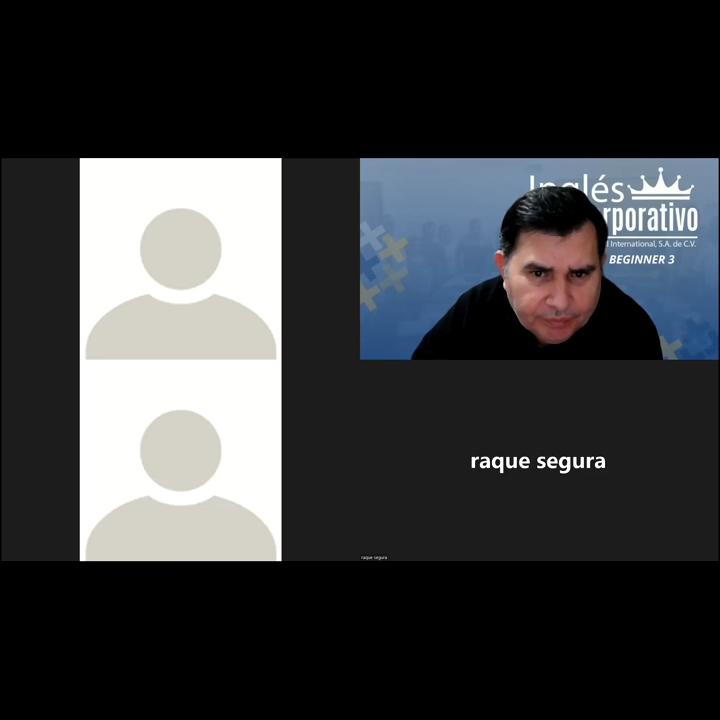 Inglés
rporativo
l International, S.A. de C.V.
BEGINNER 3
raque segura
raque segura